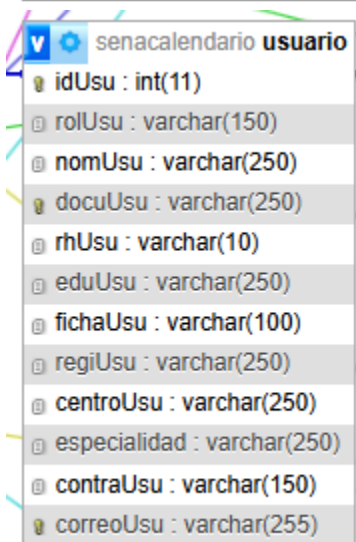 v senacalendario usuario
idUsu : int(11)
rolUsu : varchar(150)
nomUsu : varchar(250)
docuUsu : varchar(250)
rhUsu : varchar(10)
eduUsu : varchar(250)
fichaUsu : varchar(100)
regiUsu : varchar(250)
centroUsu : varchar(250)
especialidad : varchar(250)
contraUsu : varchar(150)
correoUsu : varchar(255)